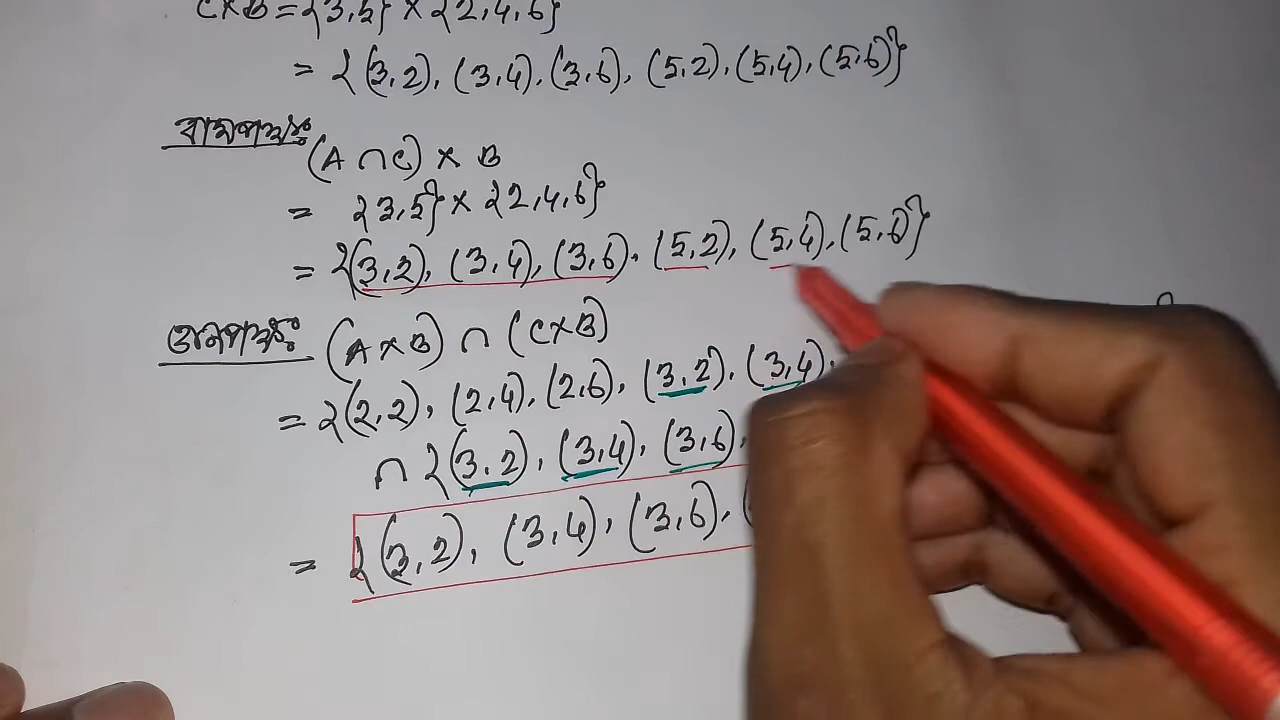 C×B = {3,5} × {2,4,6}
= {(3,2), (3,4), (3,6), (5,2), (5,4), (5,6)}
বামপক্ষঃ
(A ∩ C) × B
= {3,5} × {2,4,6}
= {(3,2), (3,4), (3,6), (5,2), (5,4), (5,6)}
ডানপক্ষঃ (A×B) ∩ (C×B)
= {(2,2), (2,4), (2,6), (3,2), (3,4),
∩ {(3,2), (3,4), (3,6),
= {(3,2), (3,4), (3,6),